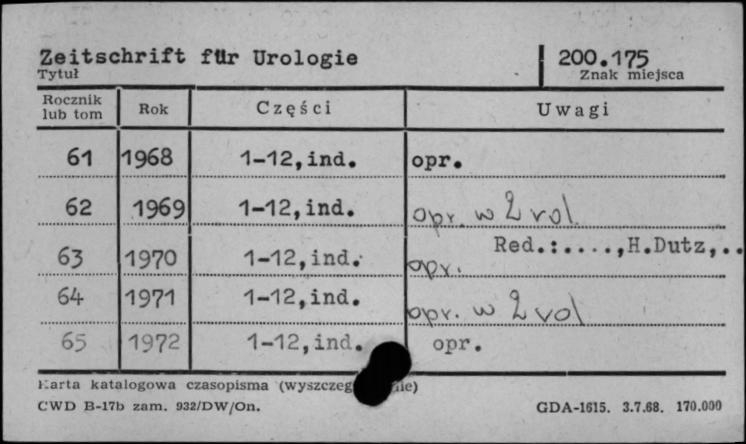 Zeitschrift für Urologie 200.175
Tytuł Znak miejsca
Rocznik lub tom Rok Części Uwagi
61 1968 1-12,ind. opr.
62 1969 1-12,ind. opr. w 2 vol
Red.:....,H.Dutz,..
63 1970 1-12,ind. opr.
64 1971 1-12,ind. opr. w 2 vol
65 1972 1-12,ind. opr.
Karta katalogowa czasopisma
CWD B-17b zam. 932/DW/On. GDA-1615. 3.7.68. 170.000